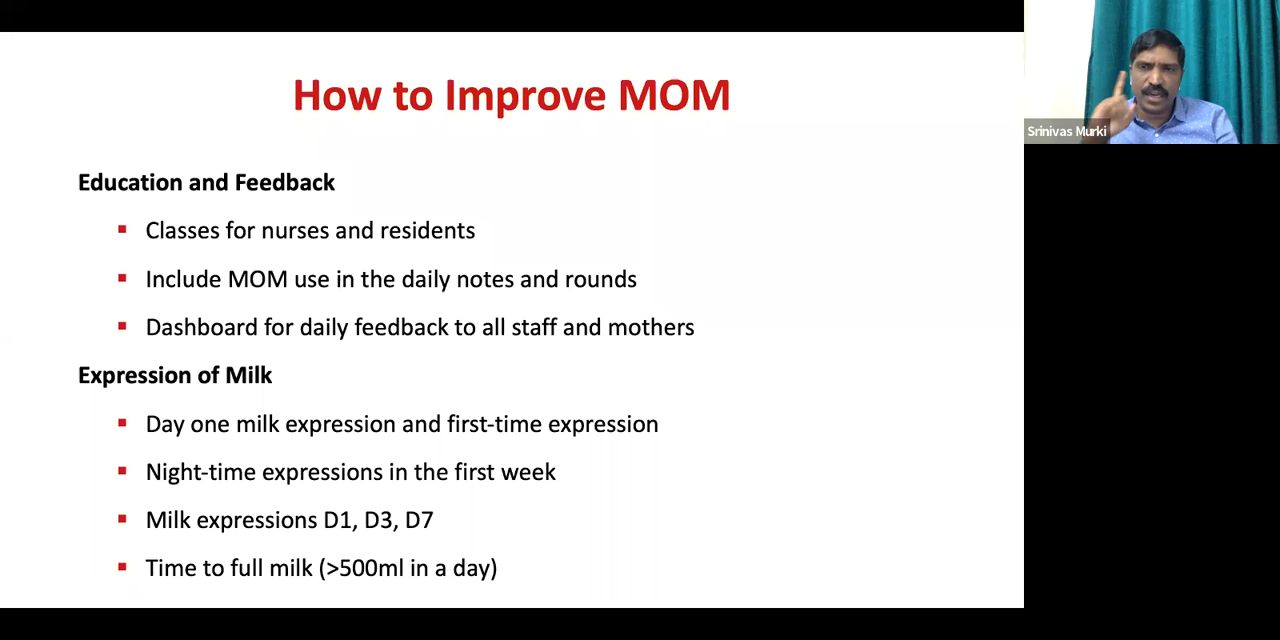 How to Improve MOM
Srinivas Murki
Education and Feedback
▪ Classes for nurses and residents
▪ Include MOM use in the daily notes and rounds
▪ Dashboard for daily feedback to all staff and mothers
Expression of Milk
▪ Day one milk expression and first-time expression
▪ Night-time expressions in the first week
▪ Milk expressions D1, D3, D7
▪ Time to full milk (>500ml in a day)